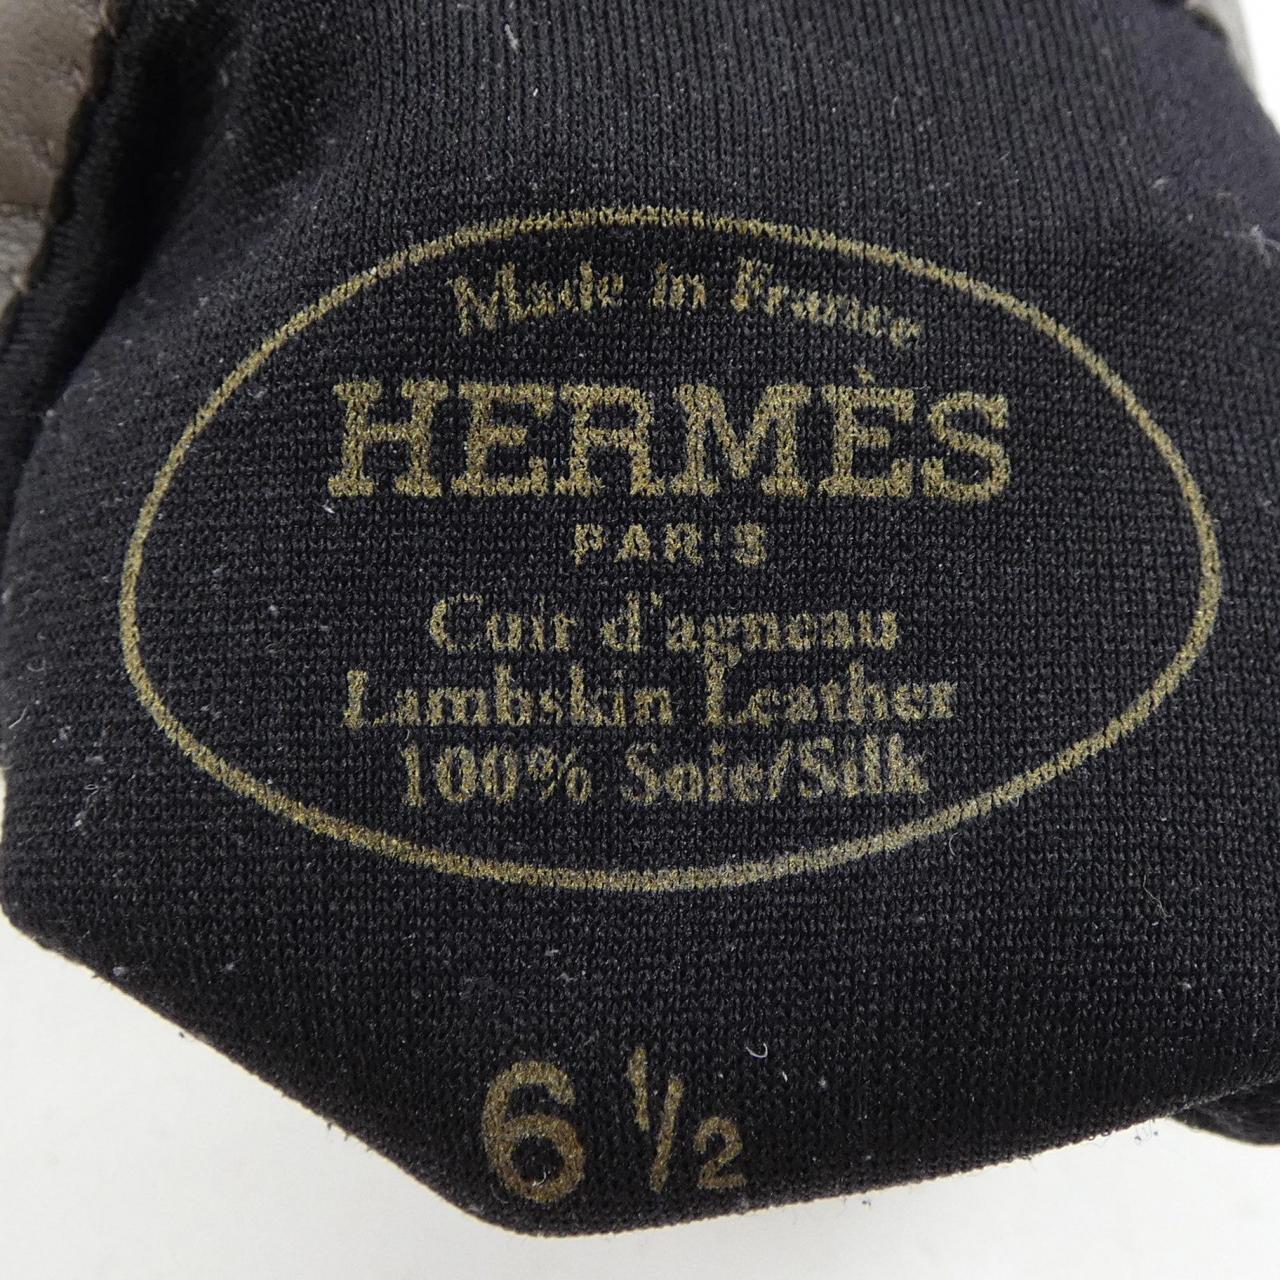 Made in France
HERMÈS
PARIS
Cuir d'agneau
Lambskin Leather
100% Soie/Silk
6 1/2